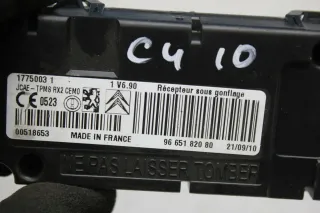 C4 10
1775003 1
JCAE - TPMS RX2 CEMO
1 V6.90
Récepteur sous gonflage
CE 0523
00518653
MADE IN FRANCE
96 651 820 80
21/09/10
NE PAS LAISSER TOMBER